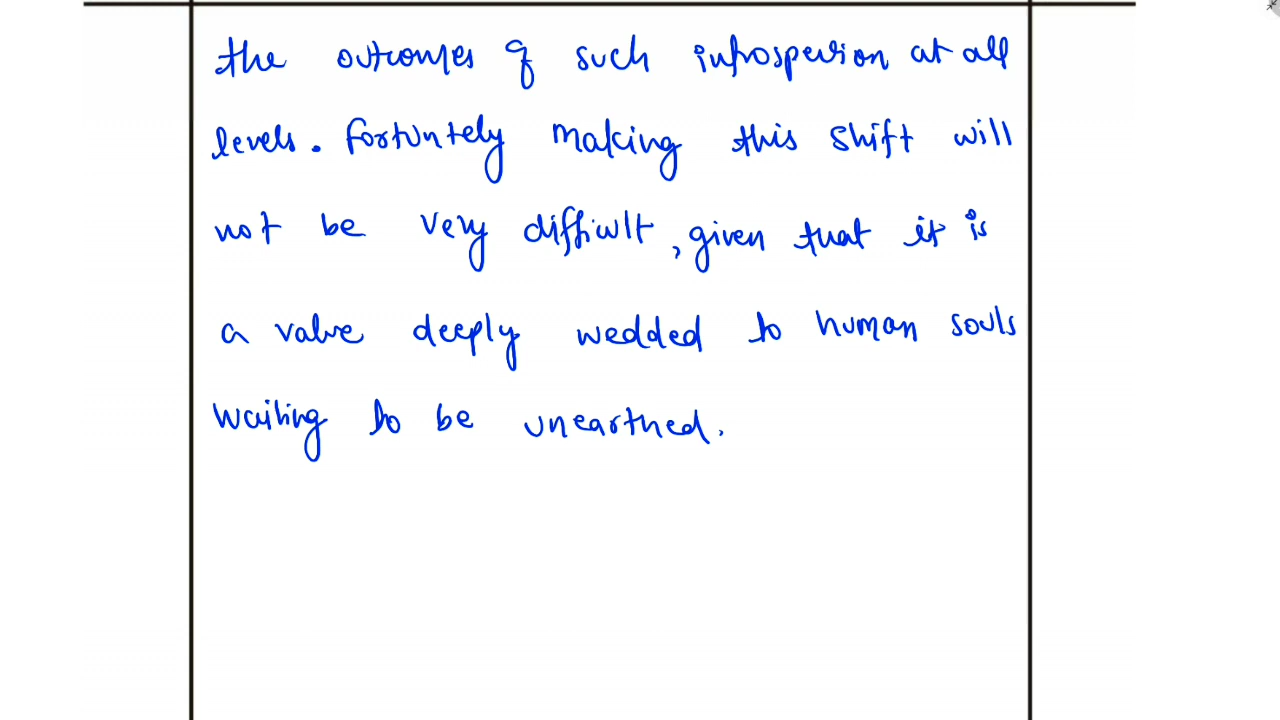 the outcomes of such introspection at all
levels. Fortuntely making this shift will
not be very difficult, given that it is
a value deeply wedded to human souls
waiting to be unearthed.